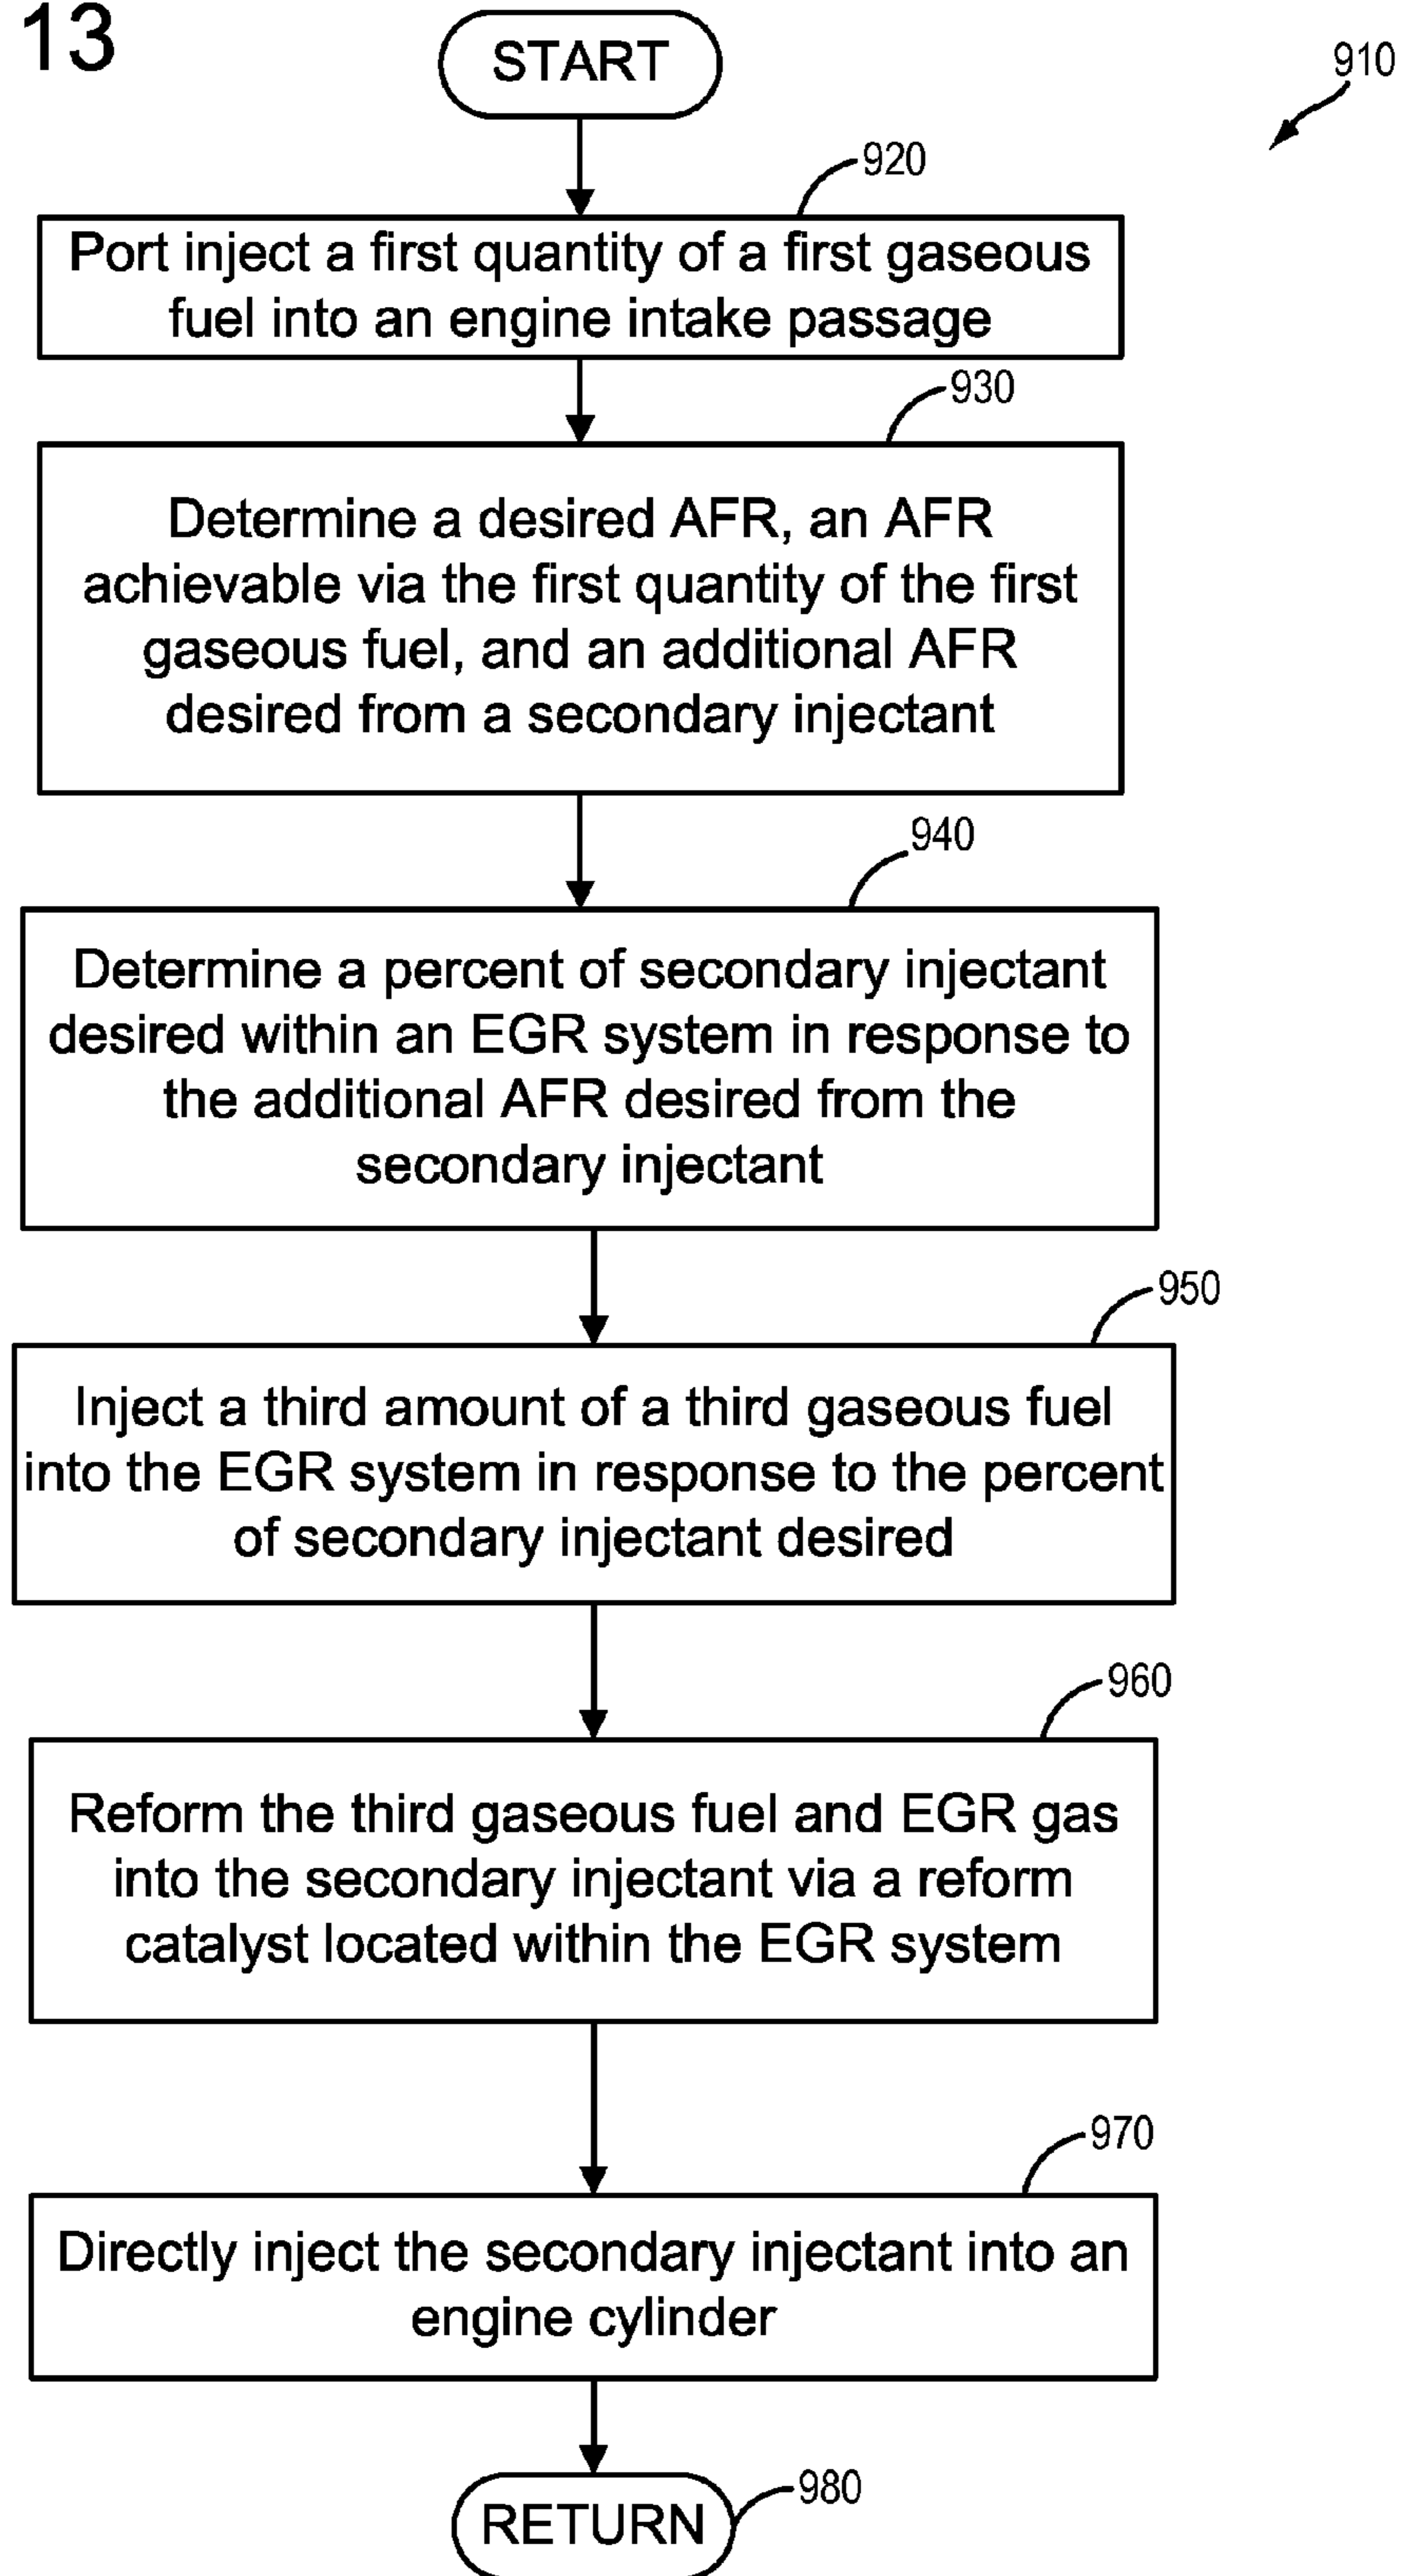 13
START
910
920
Port inject a first quantity of a first gaseous
fuel into an engine intake passage
930
Determine a desired AFR, an AFR
achievable via the first quantity of the first
gaseous fuel, and an additional AFR
desired from a secondary injectant
940
Determine a percent of secondary injectant
desired within an EGR system in response to
the additional AFR desired from the
secondary injectant
950
Inject a third amount of a third gaseous fuel
into the EGR system in response to the percent
of secondary injectant desired
960
Reform the third gaseous fuel and EGR gas
into the secondary injectant via a reform
catalyst located within the EGR system
970
Directly inject the secondary injectant into an
engine cylinder
980
RETURN